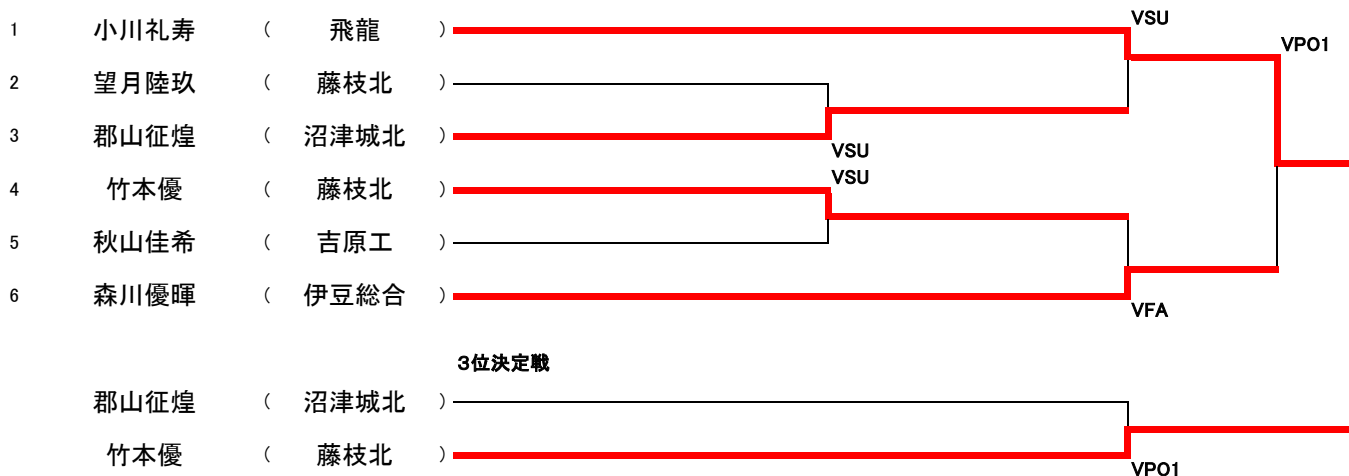 VSU
1 小川礼寿 ( 飛龍 )
VPO1
2 望月陸玖 ( 藤枝北 )
3 郡山征煌 ( 沼津城北 )
VSU
VSU
4 竹本優 ( 藤枝北 )
5 秋山佳希 ( 吉原工 )
6 森川優暉 ( 伊豆総合 )
VFA
3位決定戦
郡山征煌 ( 沼津城北 )
竹本優 ( 藤枝北 )
VPO1